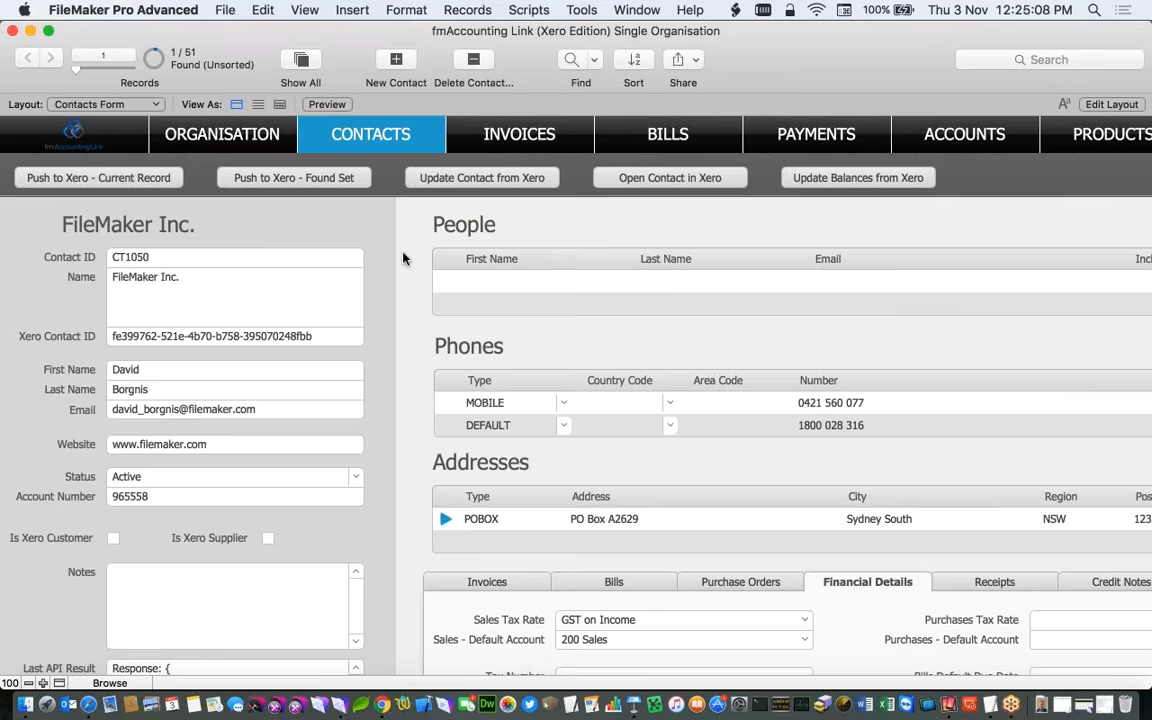 FileMaker Pro Advanced File Edit View Insert Format Records Scripts Tools Window Help 100% Thu 3 Nov 12:25:08 PM
fmAccounting Link (Xero Edition) Single Organisation
1 1 / 51 Found (Unsorted) Search
Records Show All New Contact Delete Contact... Find Sort Share
Layout: Contacts Form View As: Preview Aa Edit Layout
fmAccountingLink ORGANISATION CONTACTS INVOICES BILLS PAYMENTS ACCOUNTS PRODUCTS
Push to Xero - Current Record Push to Xero - Found Set Update Contact from Xero Open Contact in Xero Update Balances from Xero
FileMaker Inc.
Contact ID CT1050
Name FileMaker Inc.
Xero Contact ID fe399762-521e-4b70-b758-395070248fbb
First Name David
Last Name Borgnis
Email david_borgnis@filemaker.com
Website www.filemaker.com
Status Active
Account Number 965558
Is Xero Customer Is Xero Supplier
Notes
Last API Result Response: {
People
First Name Last Name Email Inc
Phones
Type Country Code Area Code Number
MOBILE 0421 560 077
DEFAULT 1800 028 316
Addresses
Type Address City Region Pos
POBOX PO Box A2629 Sydney South NSW 123
Invoices Bills Purchase Orders Financial Details Receipts Credit Notes
Sales Tax Rate GST on Income Purchases Tax Rate
Sales - Default Account 200 Sales Purchases - Default Account
100 Browse